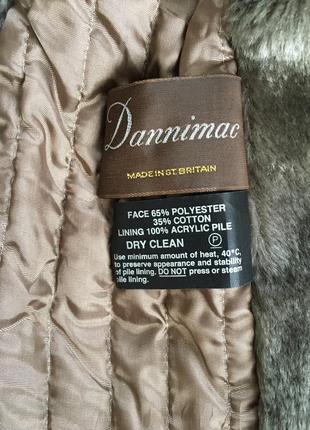 Dannimac
MADE IN GT. BRITAIN
FACE 65% POLYESTER
35% COTTON
LINING 100% ACRYLIC PILE
DRY CLEAN P
Use minimum amount of heat, 40°C,
to preserve appearance and stability
of pile lining. DO NOT press or steam
pile lining.